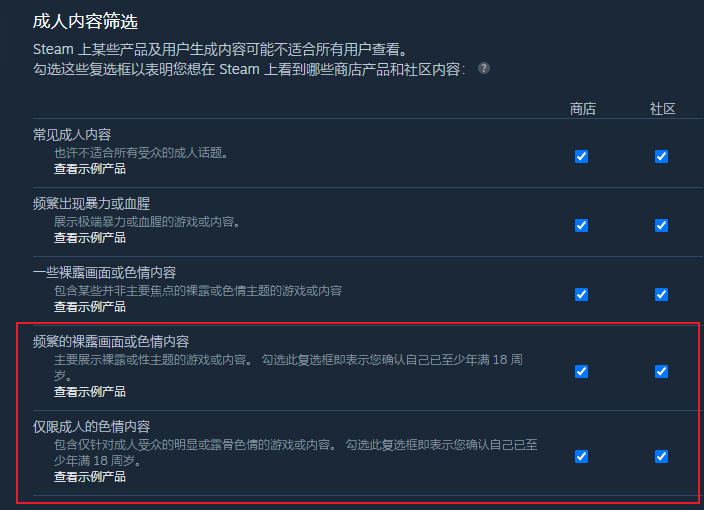 成人内容筛选
Steam 上某些产品及用户生成内容可能不适合所有用户查看。
勾选这些复选框以表明您想在 Steam 上看到哪些商店产品和社区内容： ?
商店 社区
常见成人内容
也许不适合所有受众的成人话题。
查看示例产品
频繁出现暴力或血腥
展示极端暴力或血腥的游戏或内容。
查看示例产品
一些裸露画面或色情内容
包含某些并非主要焦点的裸露或色情主题的游戏或内容
查看示例产品
频繁的裸露画面或色情内容
主要展示裸露或性主题的游戏或内容。 勾选此复选框即表示您确认自己已至少年满 18 周
岁。
查看示例产品
仅限成人的色情内容
包含仅针对成人受众的明显或露骨色情的游戏或内容。 勾选此复选框即表示您确认自己已至
少年满 18 周岁。
查看示例产品